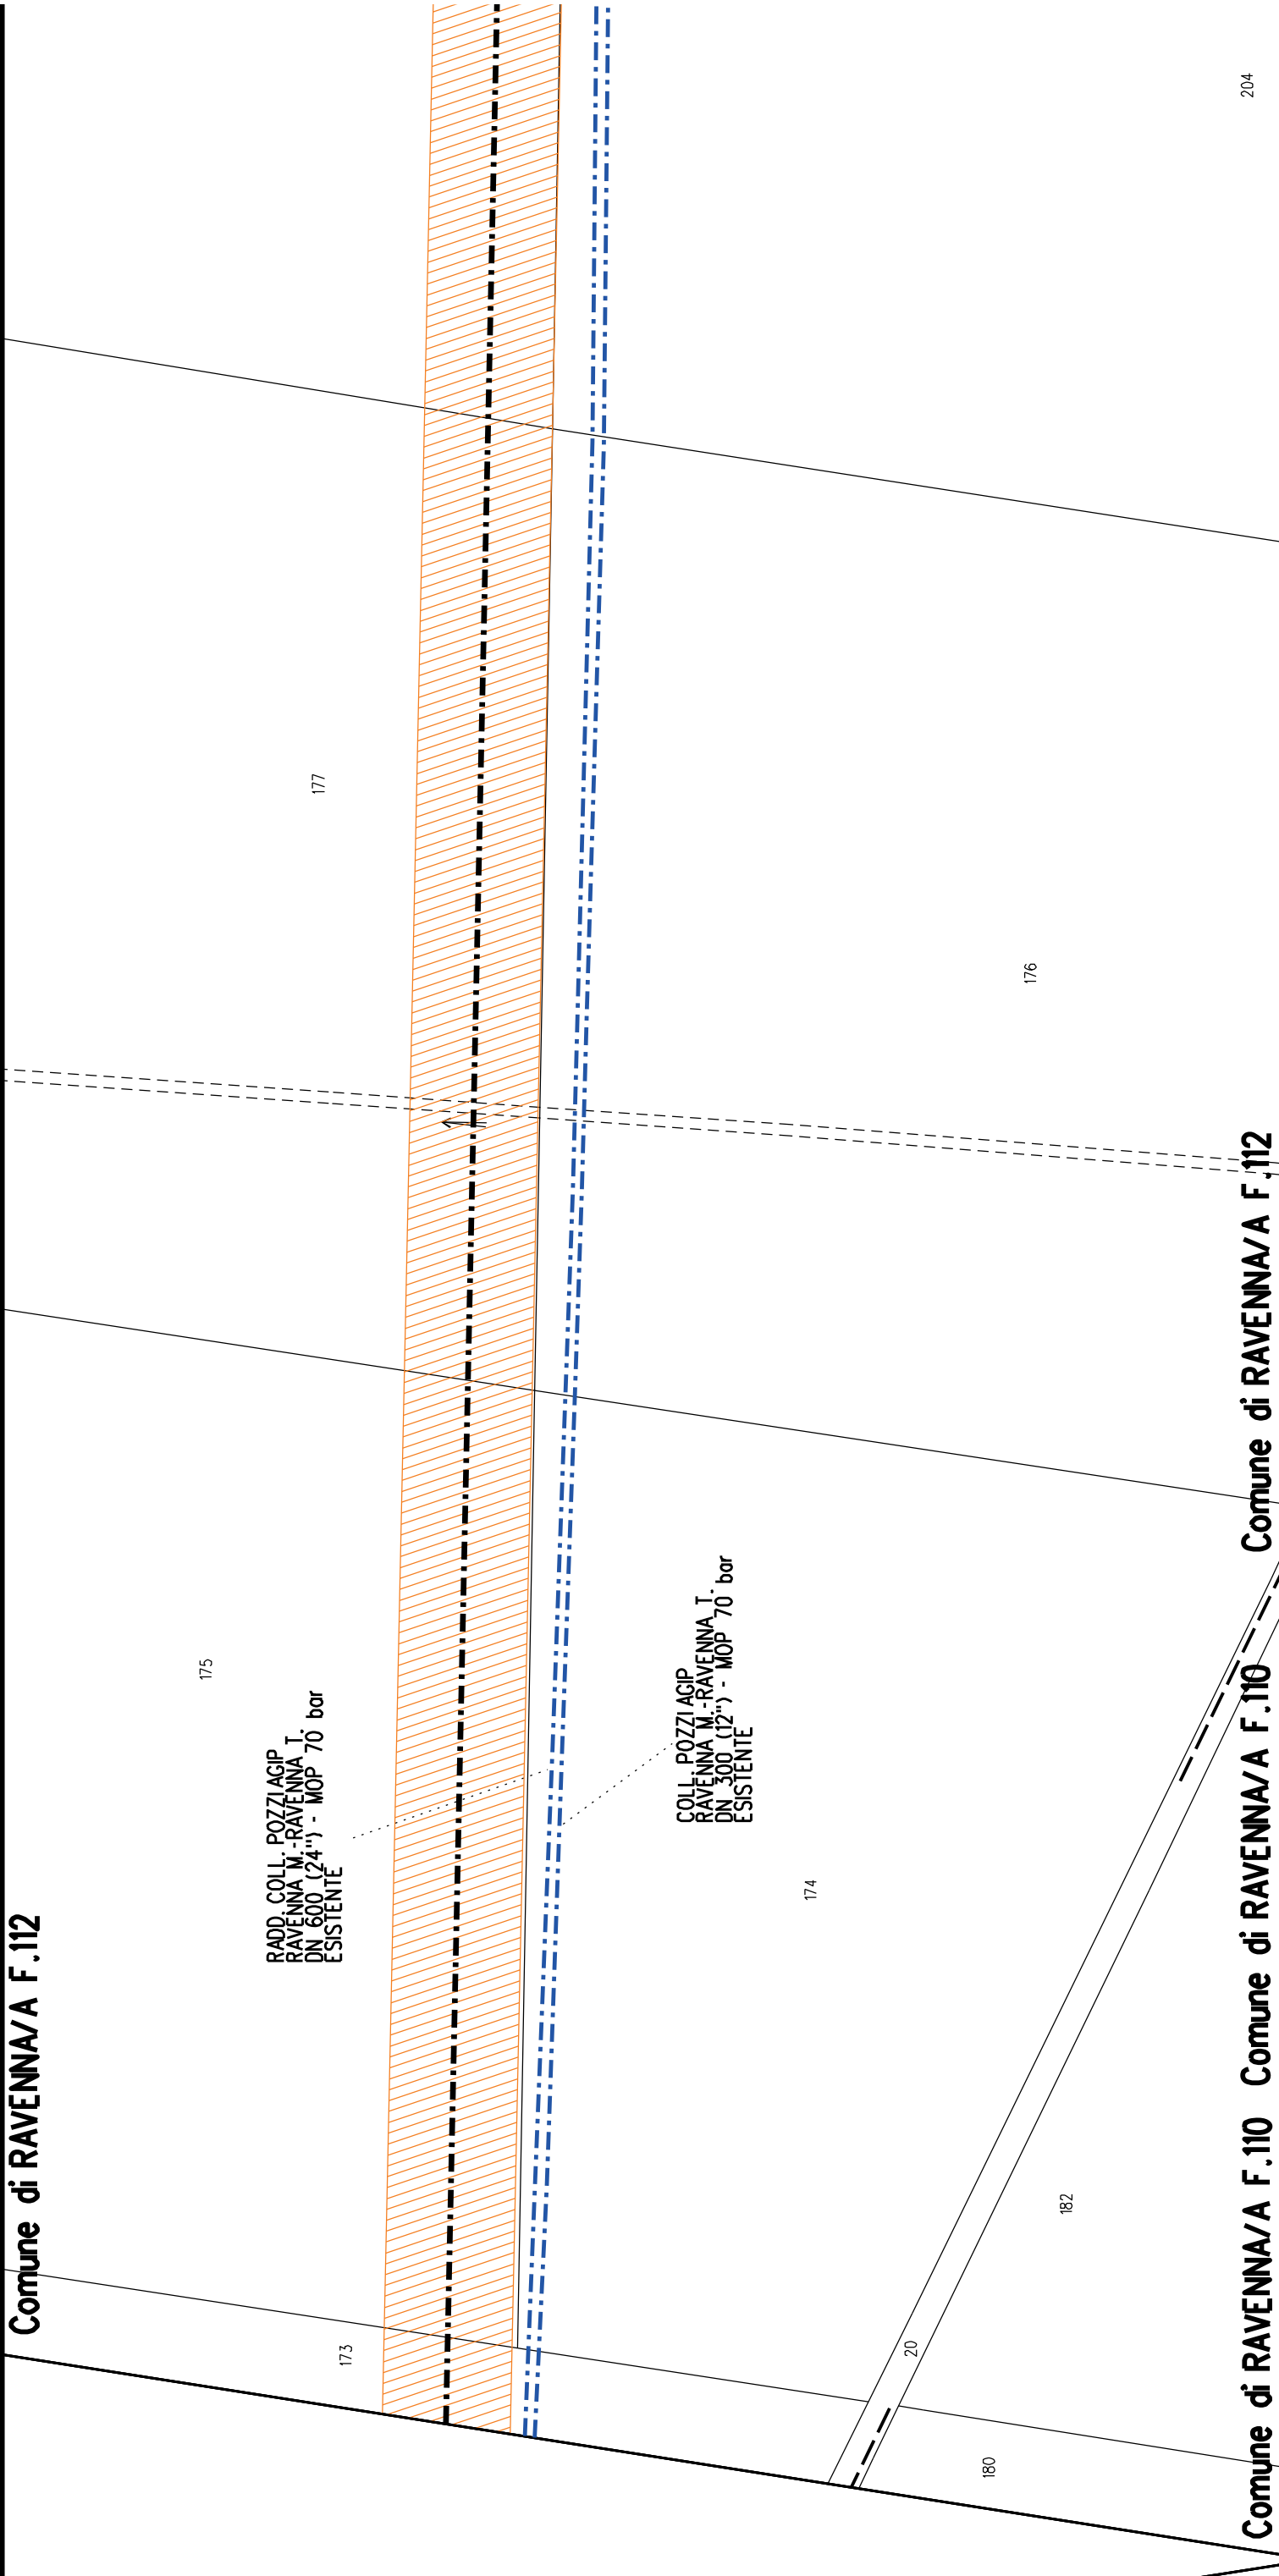 Comune di RAVENNA/A F.112
173
175
177
RADD. COLL. POZZI AGIP
RAVENNA M.-RAVENNA T.
DN 600 (24") - MOP 70 bar
ESISTENTE
COLL. POZZI AGIP
RAVENNA M.-RAVENNA T.
DN 300 (12") - MOP 70 bar
ESISTENTE
174
176
204
20
180
182
Comune di RAVENNA/A F.110
Comune di RAVENNA/A F.110
Comune di RAVENNA/A F.112